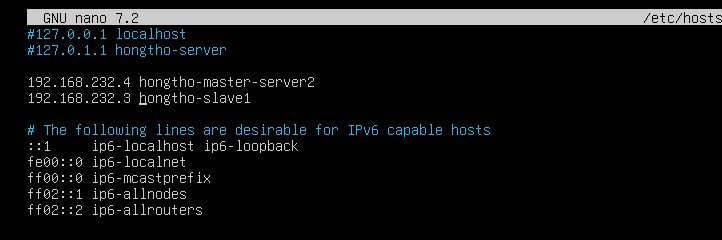 GNU nano 7.2 /etc/hosts
#127.0.0.1 localhost
#127.0.1.1 hongtho-server
192.168.232.4 hongtho-master-server2
192.168.232.3 hongtho-slave1
# The following lines are desirable for IPv6 capable hosts
::1     ip6-localhost ip6-loopback
fe00::0 ip6-localnet
ff00::0 ip6-mcastprefix
ff02::1 ip6-allnodes
ff02::2 ip6-allrouters